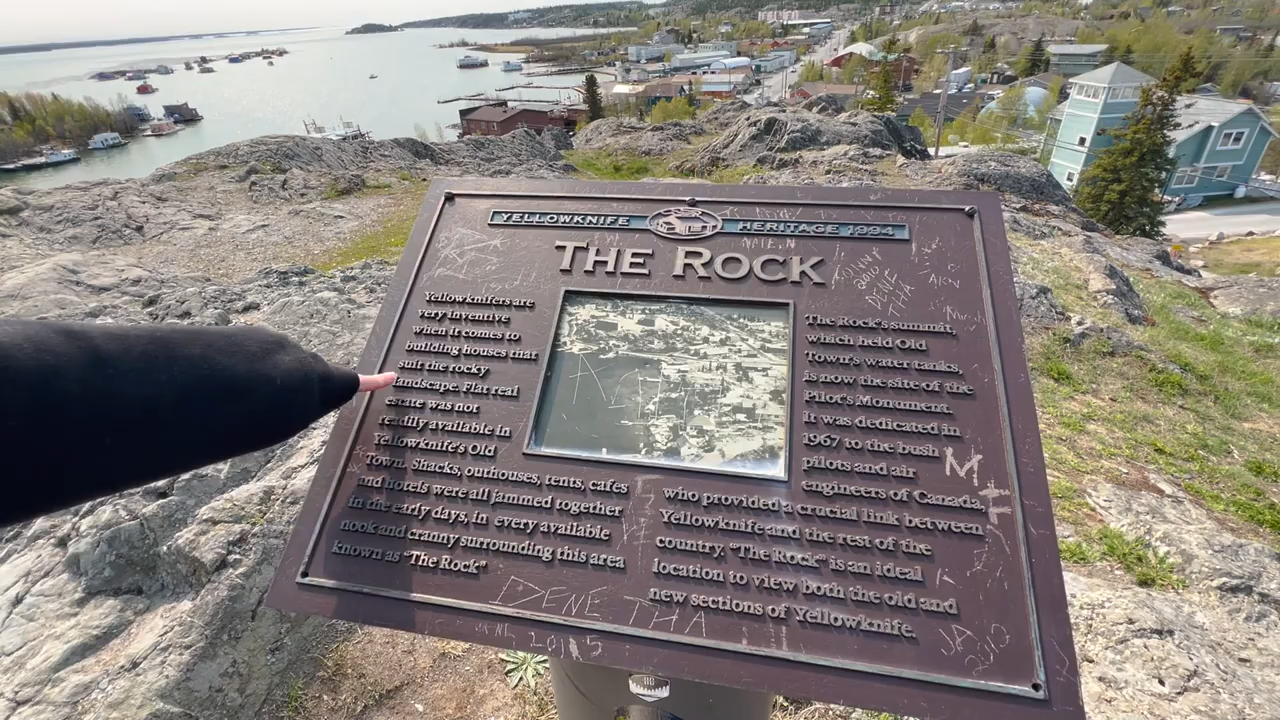 YELLOWKNIFE HERITAGE 1994
THE ROCK
Yellowknifers are
very inventive
when it comes to
building houses that
suit the rocky
landscape. Flat real
estate was not
readily available in
Yellowknife's Old
Town. Shacks, outhouses, tents, cafes
and hotels were all jammed together
in the early days, in every available
nook and cranny surrounding this area
known as "The Rock"
The Rock's summit,
which held Old
Town's water tanks,
is now the site of the
Pilot's Monument.
It was dedicated in
1967 to the bush
pilots and air
engineers of Canada,
who provided a crucial link between
Yellowknife and the rest of the
country. "The Rock" is an ideal
location to view both the old and
new sections of Yellowknife.
2010
DENE
THA
DENE THA
JA
2010